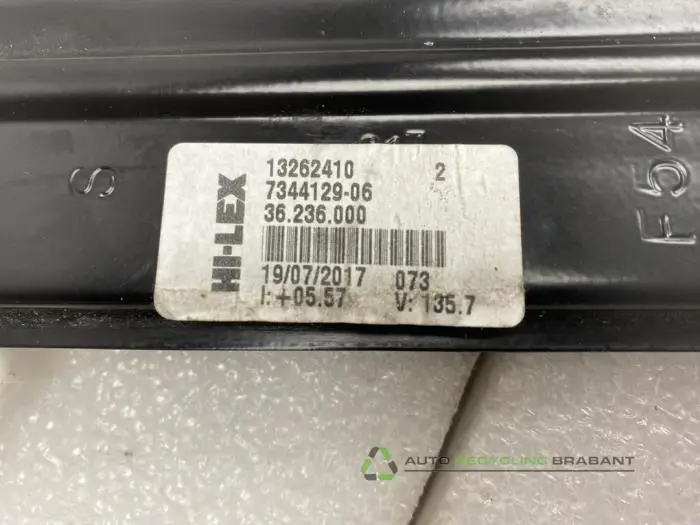 S
F54
HI-LEX
13262410 2
7344129-06
36.236.000
19/07/2017 073
I: +05.57 V: 135.7
AUTO RECYCLING BRABANT